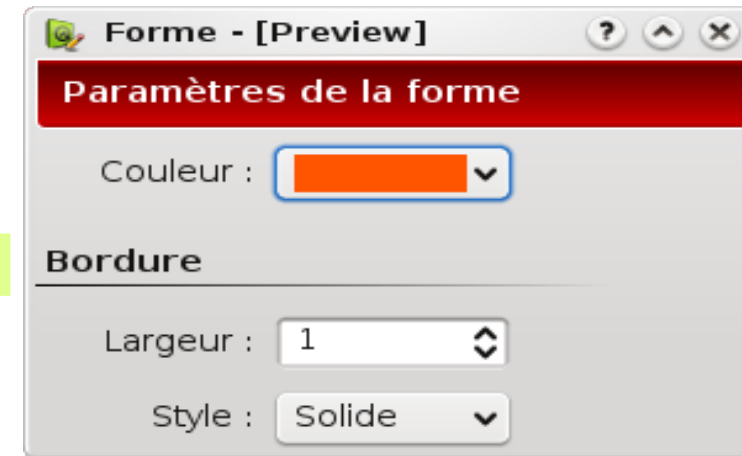 Forme - [Preview]
Paramètres de la forme
Couleur :
Bordure
Largeur : 1
Style : Solide